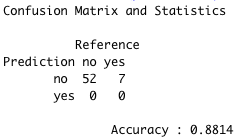 Confusion Matrix and Statistics
Reference
Prediction no yes
no 52 7
yes 0 0
Accuracy : 0.8814